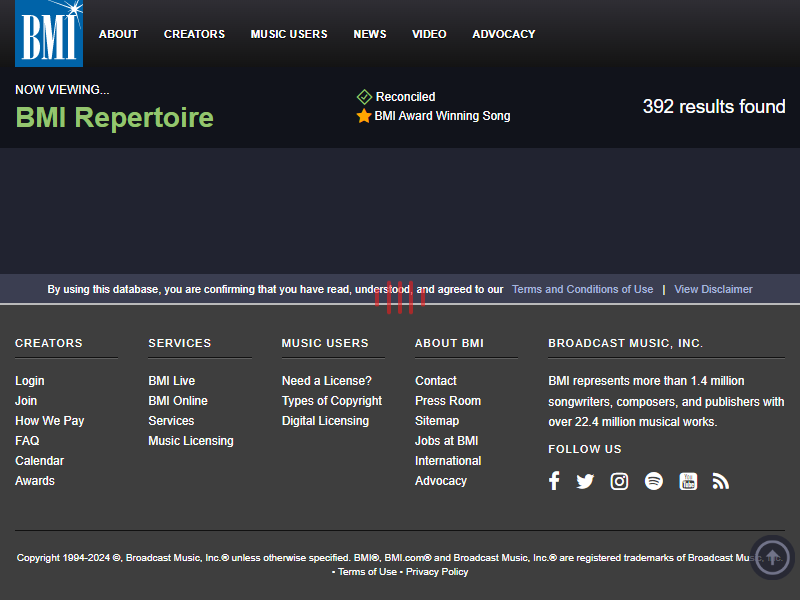 BMI
ABOUT CREATORS MUSIC USERS NEWS VIDEO ADVOCACY
NOW VIEWING...
BMI Repertoire
Reconciled
BMI Award Winning Song
392 results found
By using this database, you are confirming that you have read, understood, and agreed to our Terms and Conditions of Use | View Disclaimer
CREATORS
Login
Join
How We Pay
FAQ
Calendar
Awards
SERVICES
BMI Live
BMI Online
Services
Music Licensing
MUSIC USERS
Need a License?
Types of Copyright
Digital Licensing
ABOUT BMI
Contact
Press Room
Sitemap
Jobs at BMI
International
Advocacy
BROADCAST MUSIC, INC.
BMI represents more than 1.4 million
songwriters, composers, and publishers with
over 22.4 million musical works.
FOLLOW US
You Tube
Copyright 1994-2024 ©, Broadcast Music, Inc.® unless otherwise specified. BMI®, BMI.com® and Broadcast Music, Inc.® are registered trademarks of Broadcast Music, Inc.
• Terms of Use • Privacy Policy